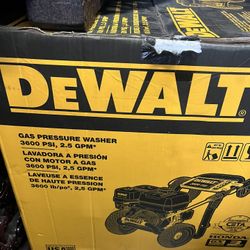 DEWALT
GAS PRESSURE WASHER
3600 PSI, 2.5 GPM*
LAVADORA A PRESIÓN
CON MOTOR A GAS
3600 PSI, 2.5 GPM*
LAVEUSE À ESSENCE
DE HAUTE PRESSION
3600 lb/po², 2,5 GPM*
HONDA